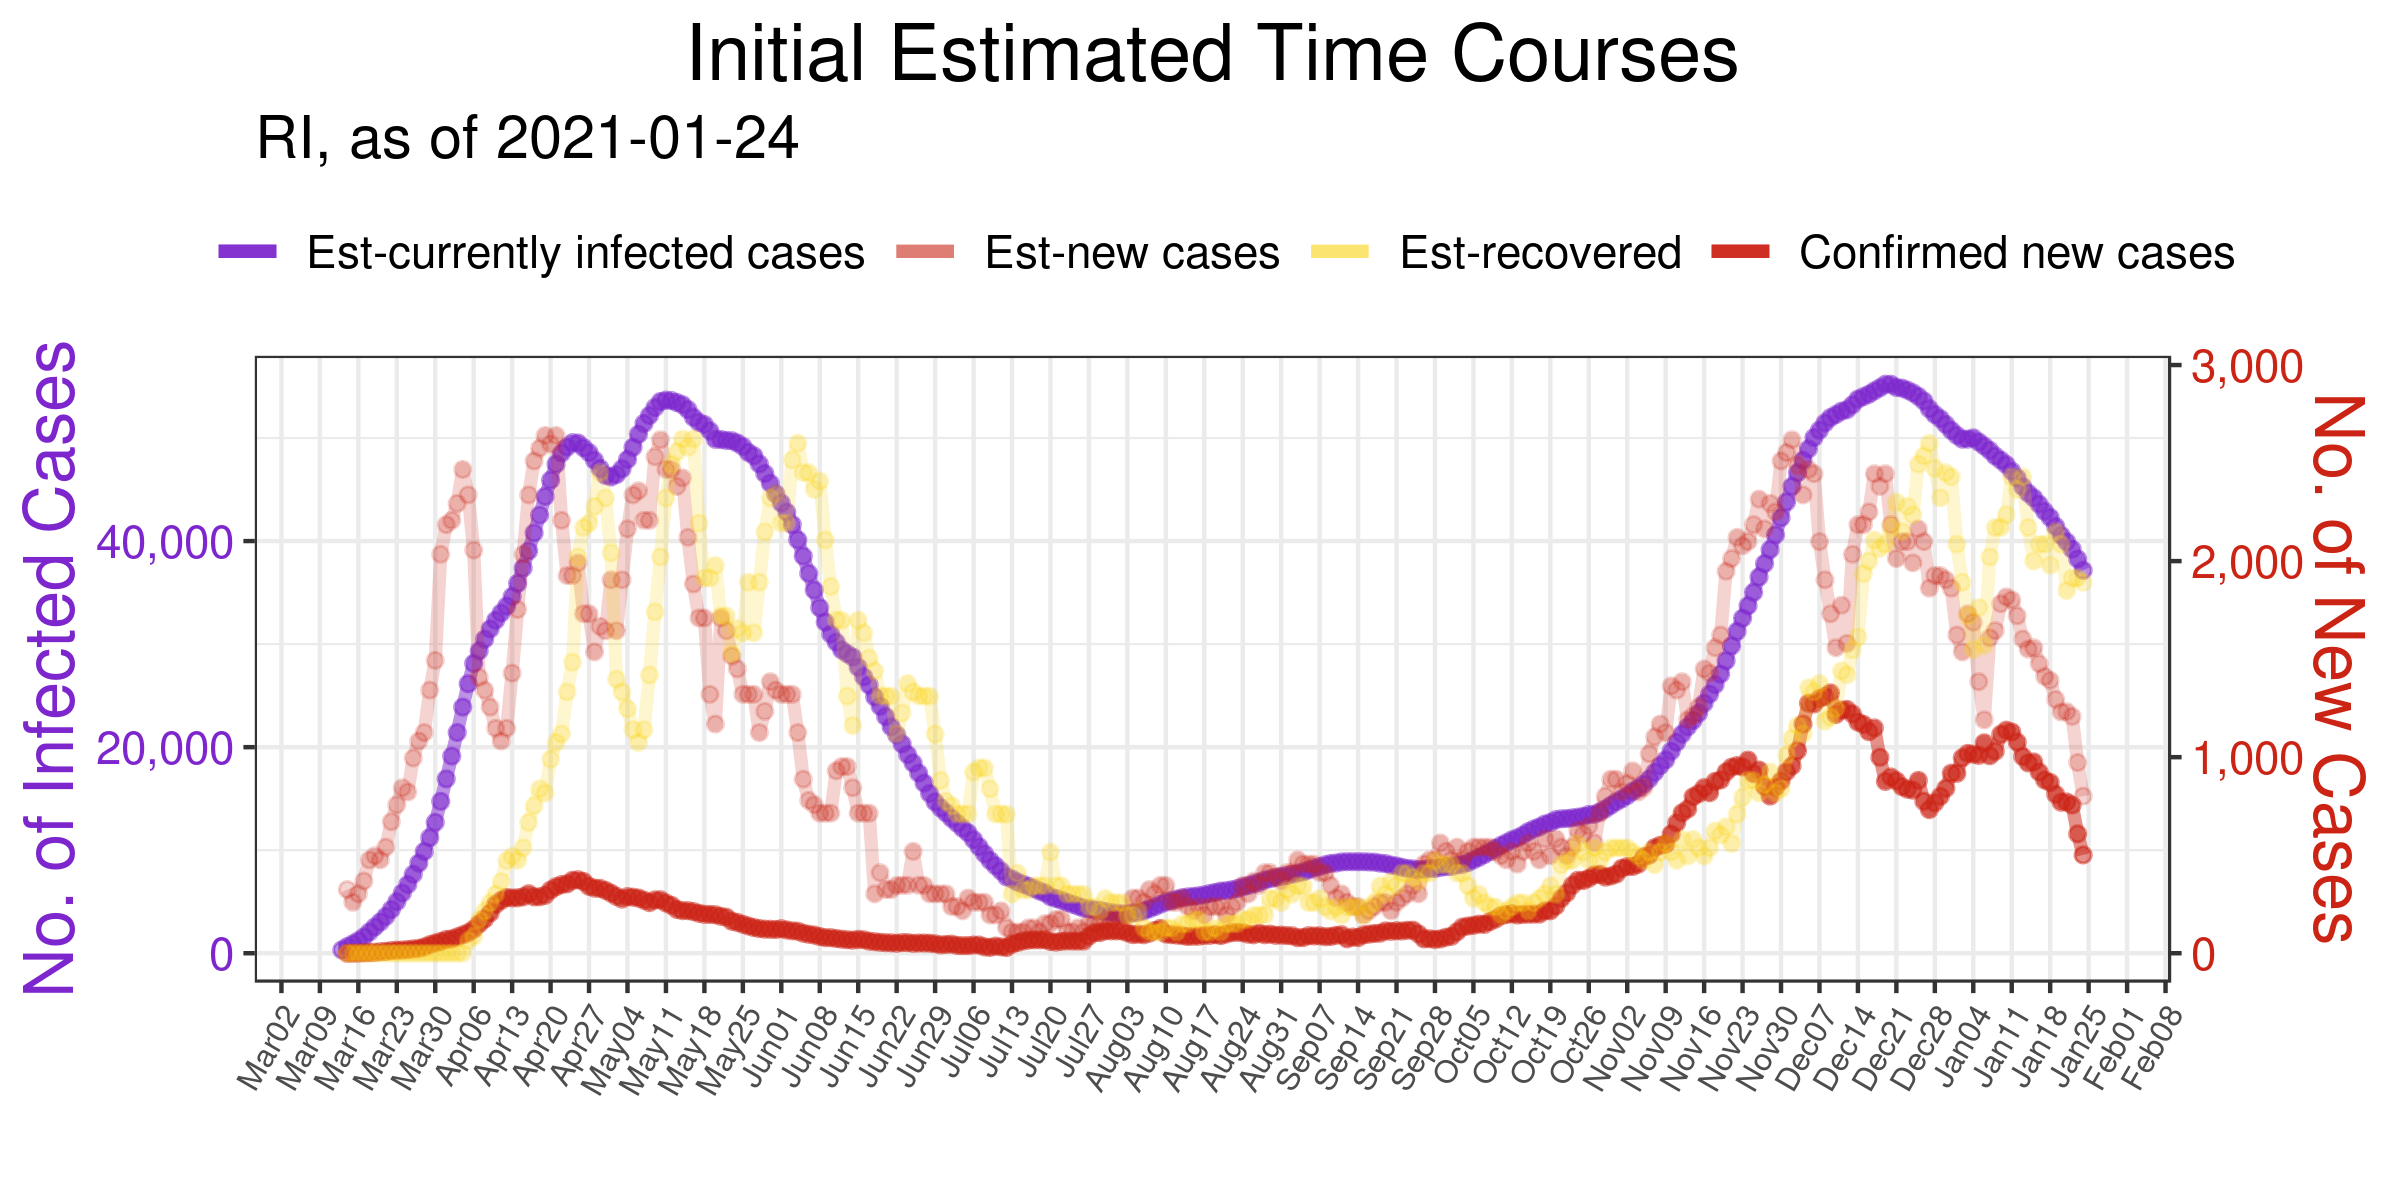 Initial Estimated Time Courses
RI, as of 2021-01-24
Est-currently infected cases
Est-new cases
Est-recovered
Confirmed new cases
No. of Infected Cases
40,000
20,000
0
3,000
2,000
1,000
0
No. of New Cases
Mar02
Mar09
Mar16
Mar23
Mar30
Apr06
Apr13
Apr20
Apr27
May04
May11
May18
May25
Jun01
Jun08
Jun15
Jun22
Jun29
Jul06
Jul13
Jul20
Jul27
Aug03
Aug10
Aug17
Aug24
Aug31
Sep07
Sep14
Sep21
Sep28
Oct05
Oct12
Oct19
Oct26
Nov02
Nov09
Nov16
Nov23
Nov30
Dec07
Dec14
Dec21
Dec28
Jan04
Jan11
Jan18
Jan25
Feb01
Feb08